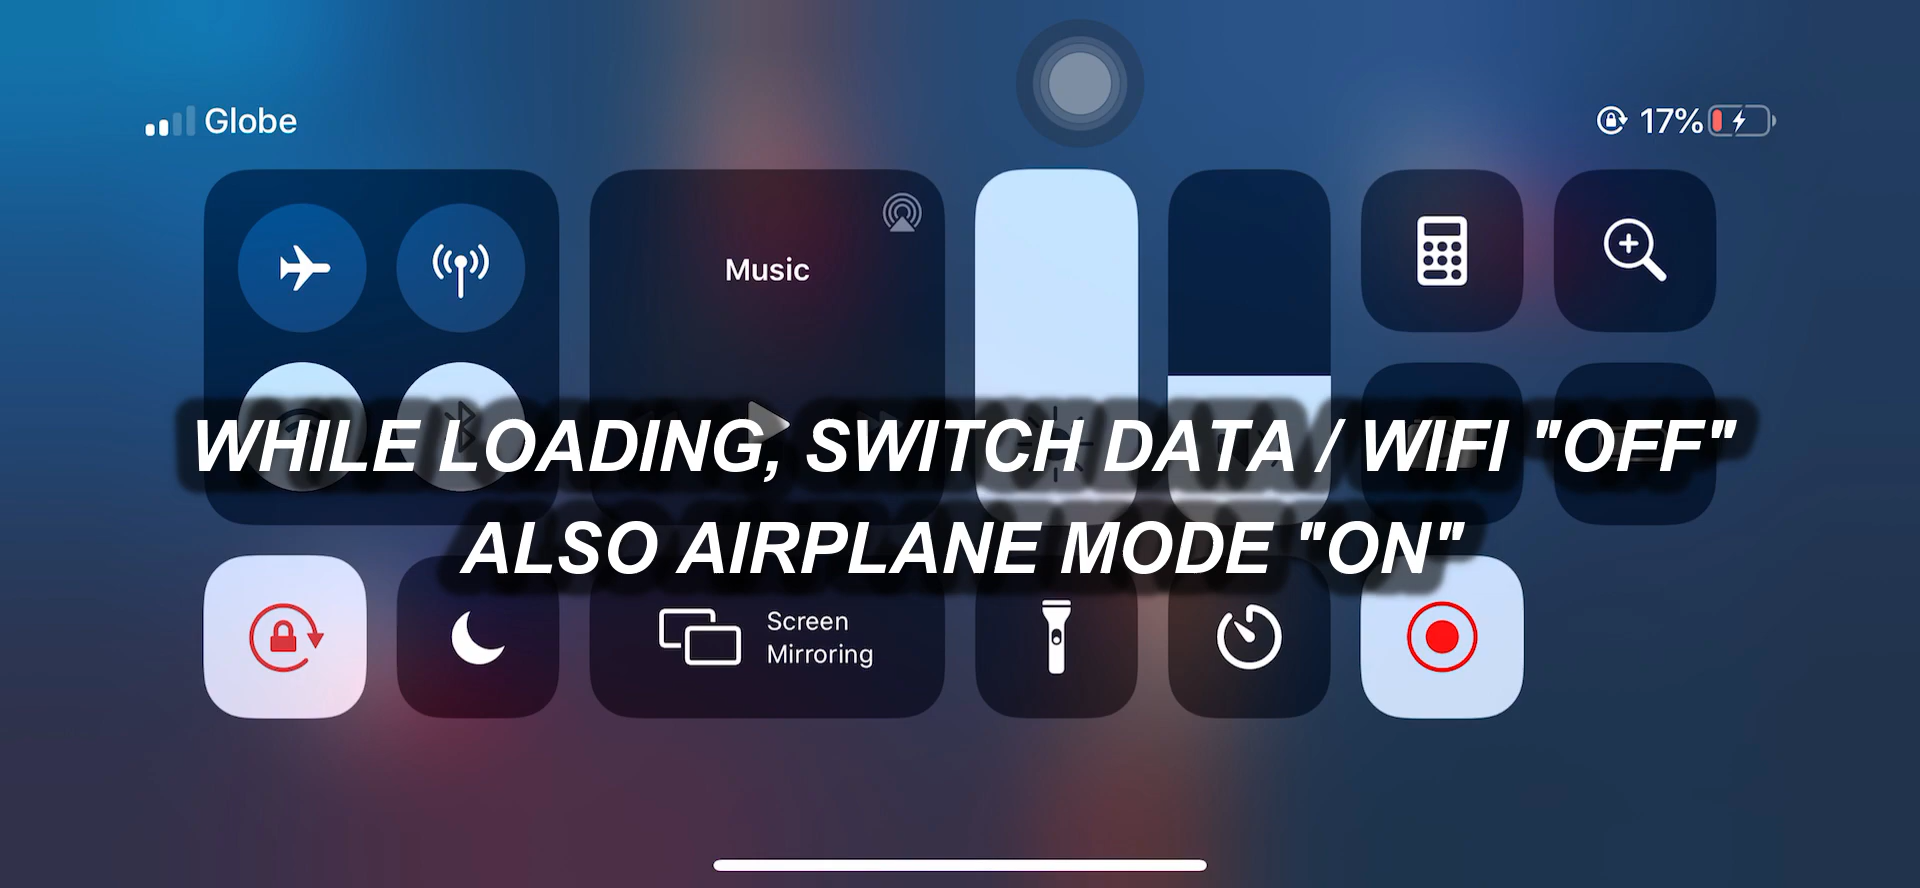 Globe
17%
Music
WHILE LOADING, SWITCH DATA / WIFI "OFF"
ALSO AIRPLANE MODE "ON"
Screen
Mirroring